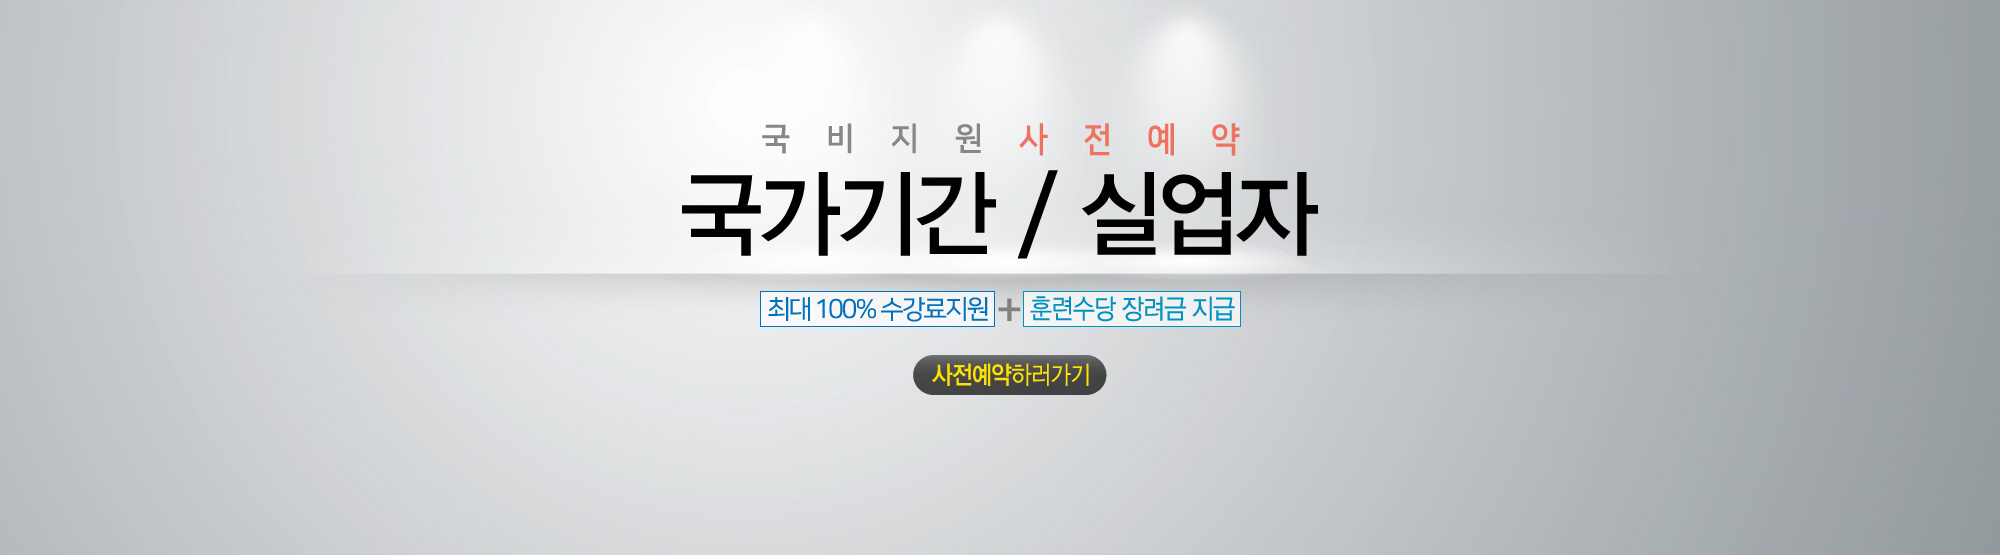 국 비 지 원 사 전 예 약
국가기간 / 실업자
최대 100% 수강료지원 + 훈련수당 장려금 지급
사전예약하러가기